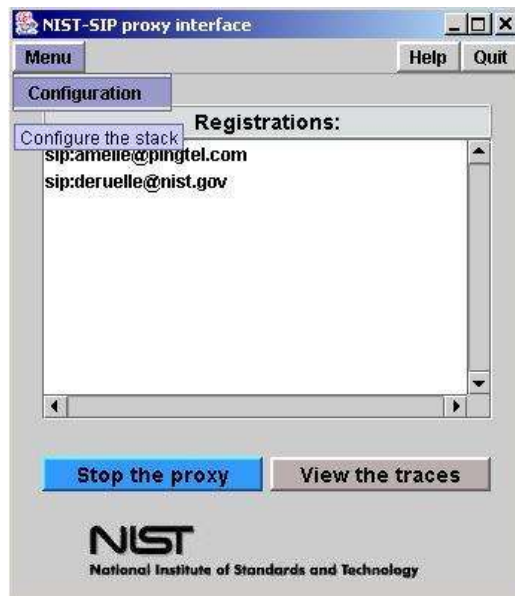 NIST-SIP proxy interface
Menu Help Quit
Configuration
Registrations:
Configure the stack
sip:amelle@pingtel.com
sip:deruelle@nist.gov
Stop the proxy View the traces
NIST
National Institute of Standards and Technology